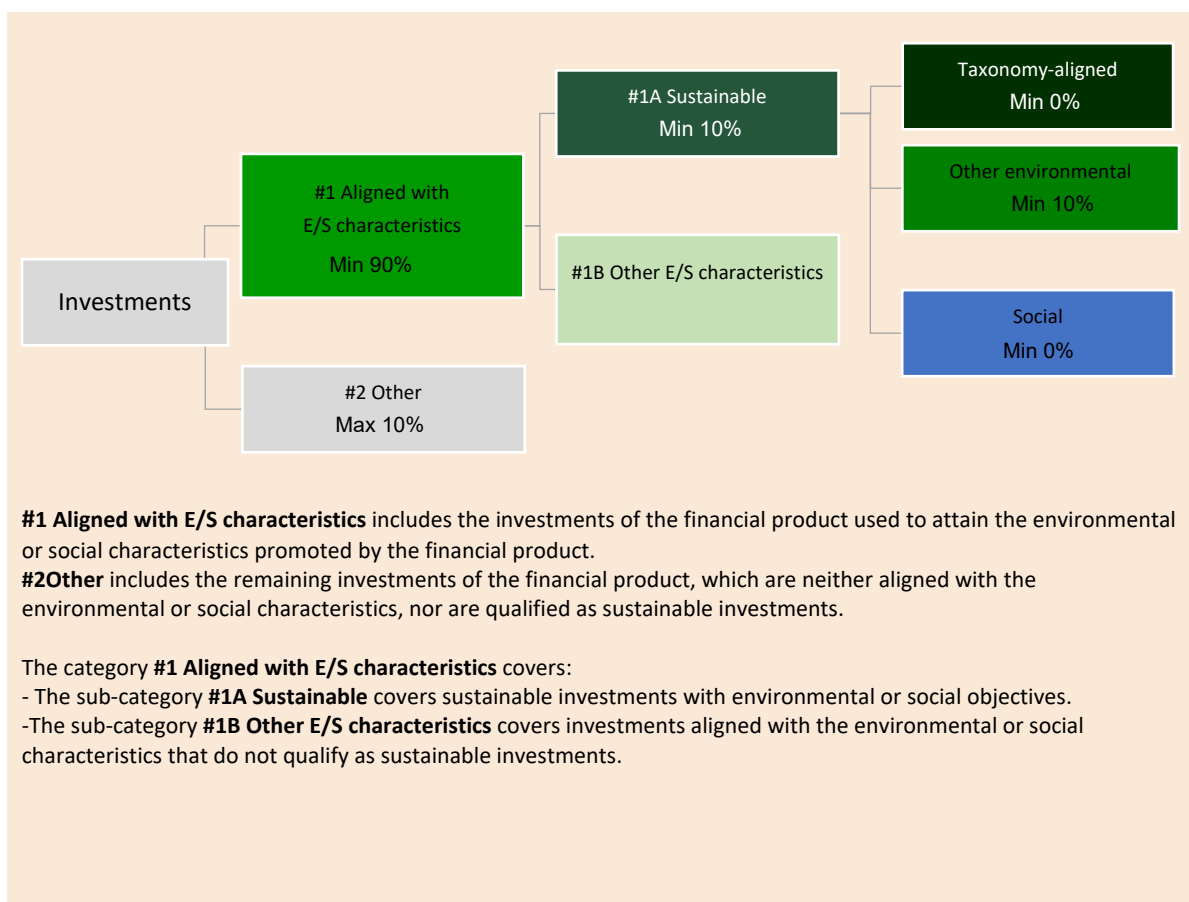 Investments
#1 Aligned with
E/S characteristics
Min 90%
#2 Other
Max 10%
#1A Sustainable
Min 10%
#1B Other E/S characteristics
Taxonomy-aligned
Min 0%
Other environmental
Min 10%
Social
Min 0%
#1 Aligned with E/S characteristics includes the investments of the financial product used to attain the environmental
or social characteristics promoted by the financial product.
#2Other includes the remaining investments of the financial product, which are neither aligned with the
environmental or social characteristics, nor are qualified as sustainable investments.
The category #1 Aligned with E/S characteristics covers:
- The sub-category #1A Sustainable covers sustainable investments with environmental or social objectives.
-The sub-category #1B Other E/S characteristics covers investments aligned with the environmental or social
characteristics that do not qualify as sustainable investments.